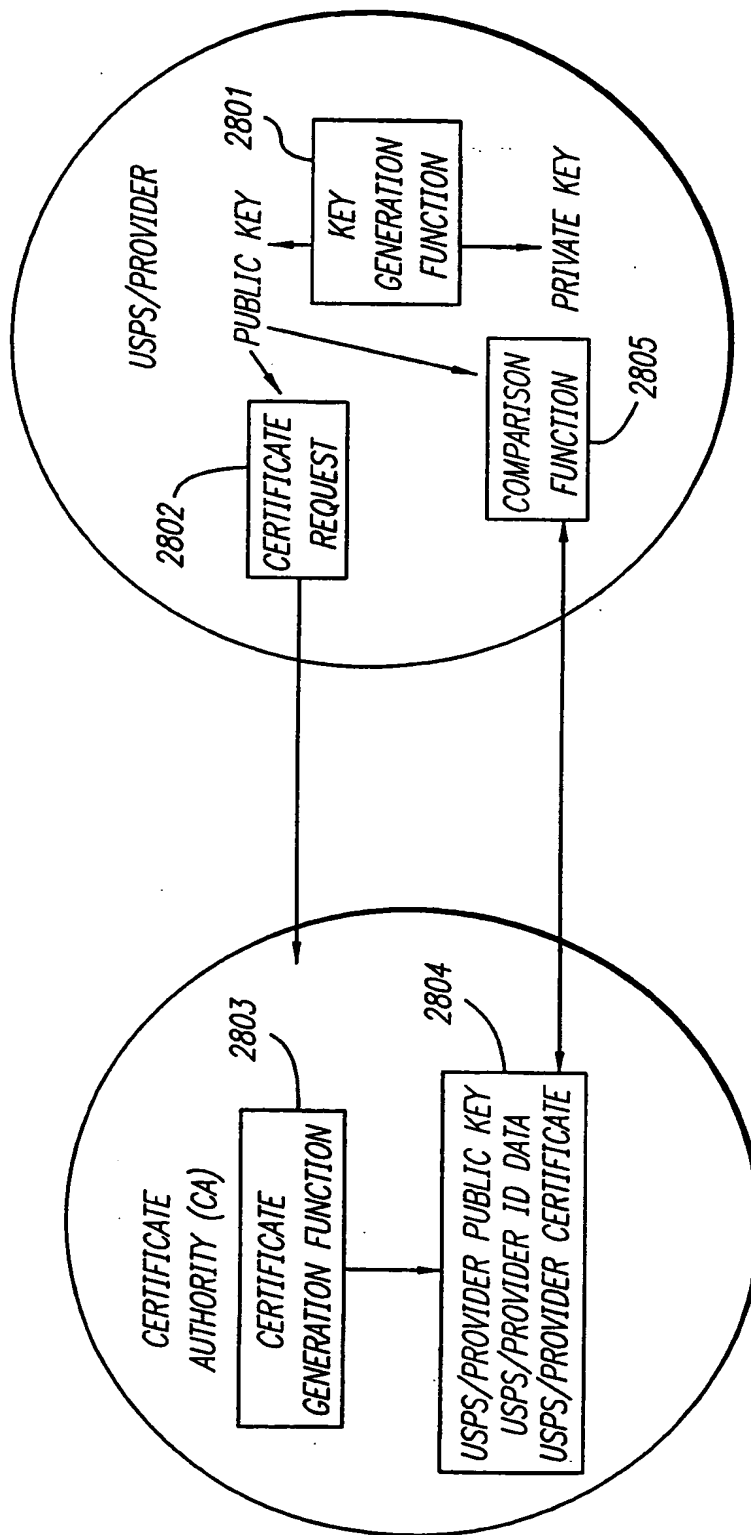 CERTIFICATE
AUTHORITY (CA)
2803
CERTIFICATE
GENERATION FUNCTION
2804
USPS/PROVIDER PUBLIC KEY
USPS/PROVIDER ID DATA
USPS/PROVIDER CERTIFICATE
USPS/PROVIDER
2802
CERTIFICATE
REQUEST
PUBLIC KEY
2801
KEY
GENERATION
FUNCTION
PRIVATE KEY
COMPARISON
FUNCTION
2805